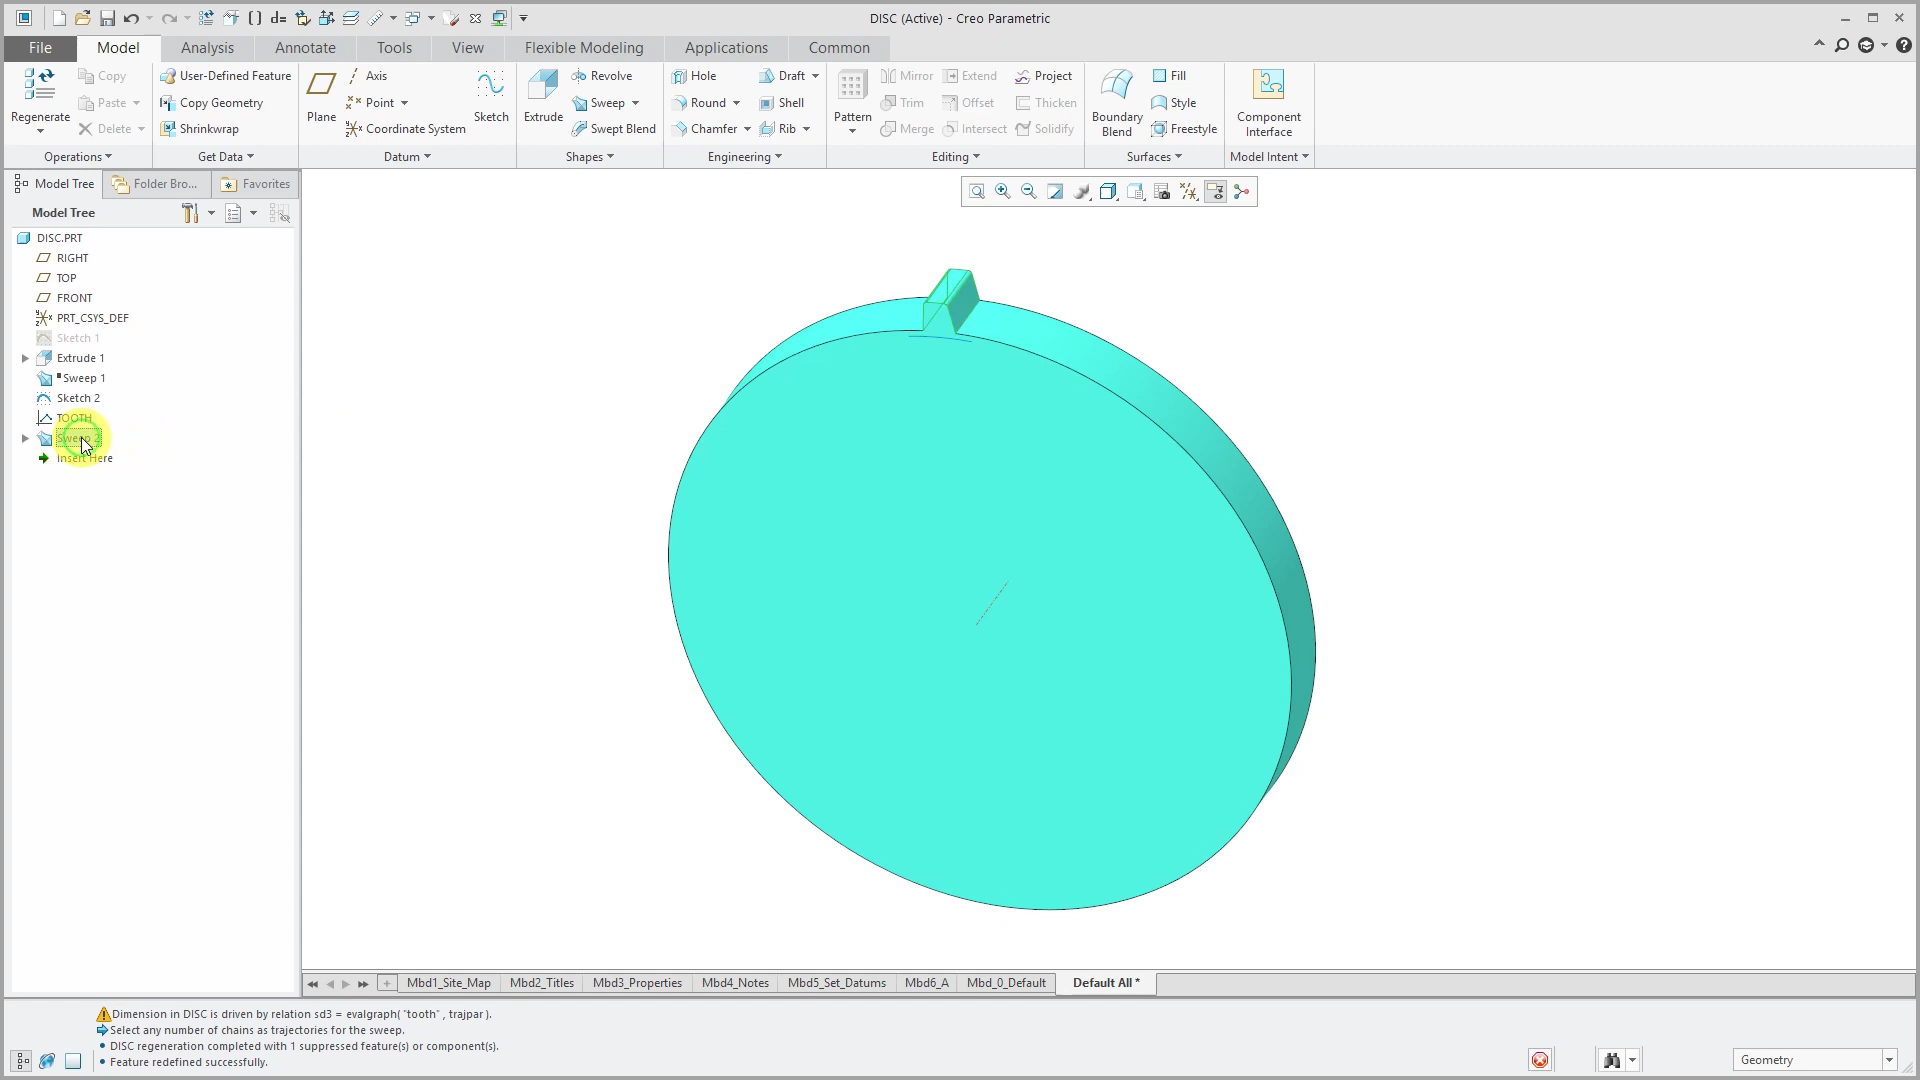 DISC (Active) - Creo Parametric
File Model Analysis Annotate Tools View Flexible Modeling Applications Common
Regenerate
Copy
Paste
Delete
Operations
User-Defined Feature
Copy Geometry
Shrinkwrap
Get Data
Plane
Axis
Point
Coordinate System
Sketch
Datum
Extrude
Revolve
Sweep
Swept Blend
Shapes
Hole
Round
Chamfer
Draft
Shell
Rib
Engineering
Pattern
Mirror
Trim
Merge
Extend
Offset
Intersect
Project
Thicken
Solidify
Editing
Boundary
Blend
Fill
Style
Freestyle
Surfaces
Component
Interface
Model Intent
Model Tree Folder Bro... Favorites
Model Tree
DISC.PRT
RIGHT
TOP
FRONT
PRT_CSYS_DEF
Sketch 1
Extrude 1
Sweep 1
Sketch 2
TOOTH
Sweep 2
Insert Here
Mbd1_Site_Map Mbd2_Titles Mbd3_Properties Mbd4_Notes Mbd5_Set_Datums Mbd6_A Mbd_0_Default Default All *
Dimension in DISC is driven by relation sd3 = evalgraph( "tooth" , trajpar ).
Select any number of chains as trajectories for the sweep.
• DISC regeneration completed with 1 suppressed feature(s) or component(s).
• Feature redefined successfully.
Geometry